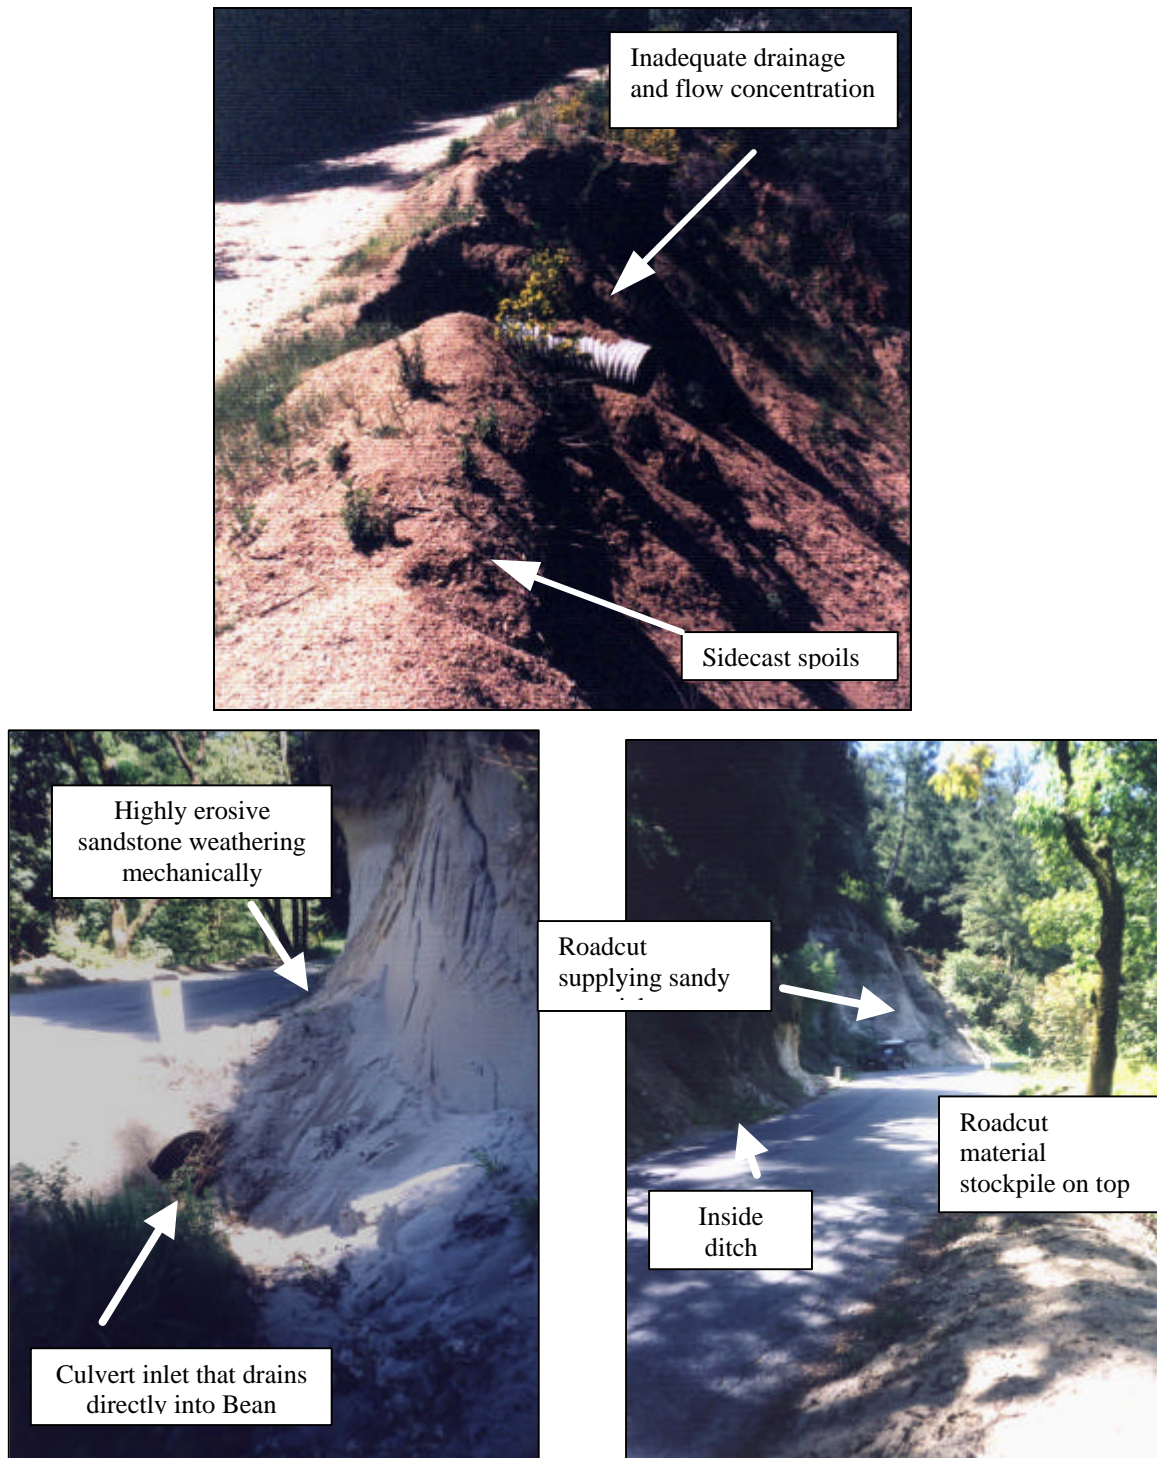 Inadequate drainage
and flow concentration
Sidecast spoils
Highly erosive
sandstone weathering
mechanically
Roadcut
supplying sandy
Roadcut
material
stockpile on top
Inside
ditch
Culvert inlet that drains
directly into Bean